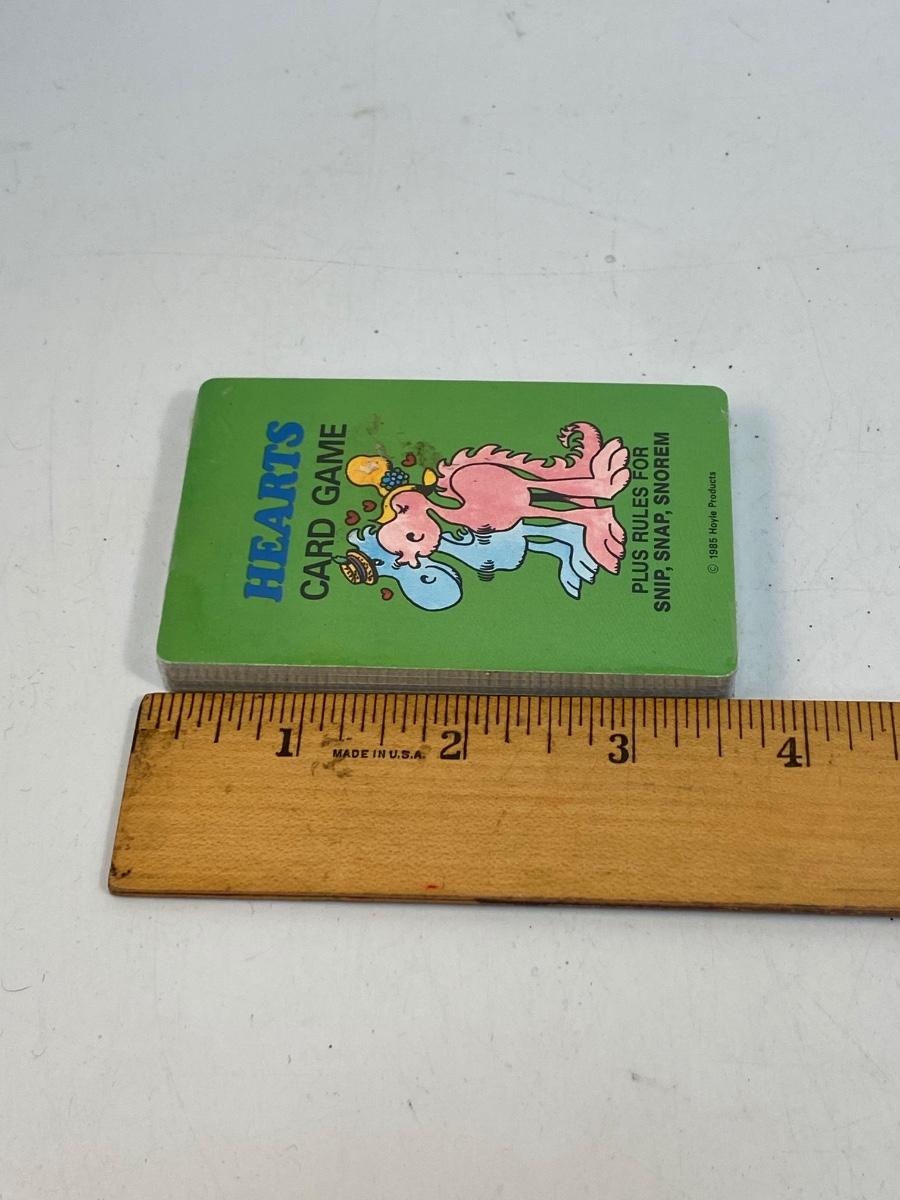 HEARTS
CARD GAME
PLUS RULES FOR
SNIP, SNAP, SNOREM
© 1985 Hoyle Products
1 2 3 4
MADE IN U.S.A.